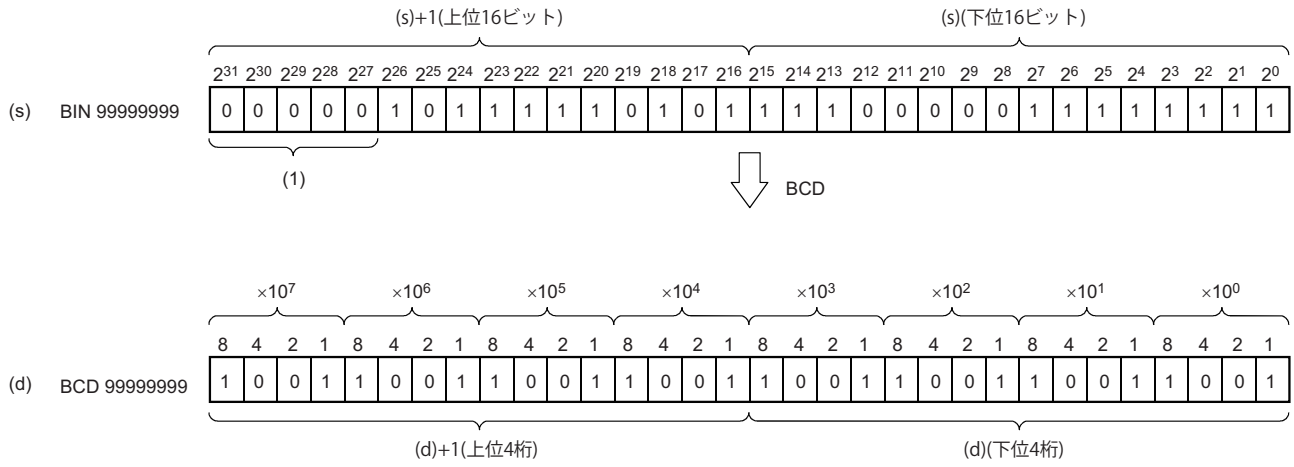 (s)+1(上位16ビット) (s)(下位16ビット)
2³¹ 2³⁰ 2²⁹ 2²⁸ 2²⁷ 2²⁶ 2²⁵ 2²⁴ 2²³ 2²² 2²¹ 2²⁰ 2¹⁹ 2¹⁸ 2¹⁷ 2¹⁶ 2¹⁵ 2¹⁴ 2¹³ 2¹² 2¹¹ 2¹⁰ 2⁹ 2⁸ 2⁷ 2⁶ 2⁵ 2⁴ 2³ 2² 2¹ 2⁰
(s) BIN 99999999 0 0 0 0 0 1 0 1 1 1 1 1 0 1 0 1 1 1 1 0 0 0 0 0 1 1 1 1 1 1 1 1
(1)
BCD
×10⁷ ×10⁶ ×10⁵ ×10⁴ ×10³ ×10² ×10¹ ×10⁰
8 4 2 1 8 4 2 1 8 4 2 1 8 4 2 1 8 4 2 1 8 4 2 1 8 4 2 1 8 4 2 1
(d) BCD 99999999 1 0 0 1 1 0 0 1 1 0 0 1 1 0 0 1 1 0 0 1 1 0 0 1 1 0 0 1 1 0 0 1
(d)+1(上位4桁) (d)(下位4桁)